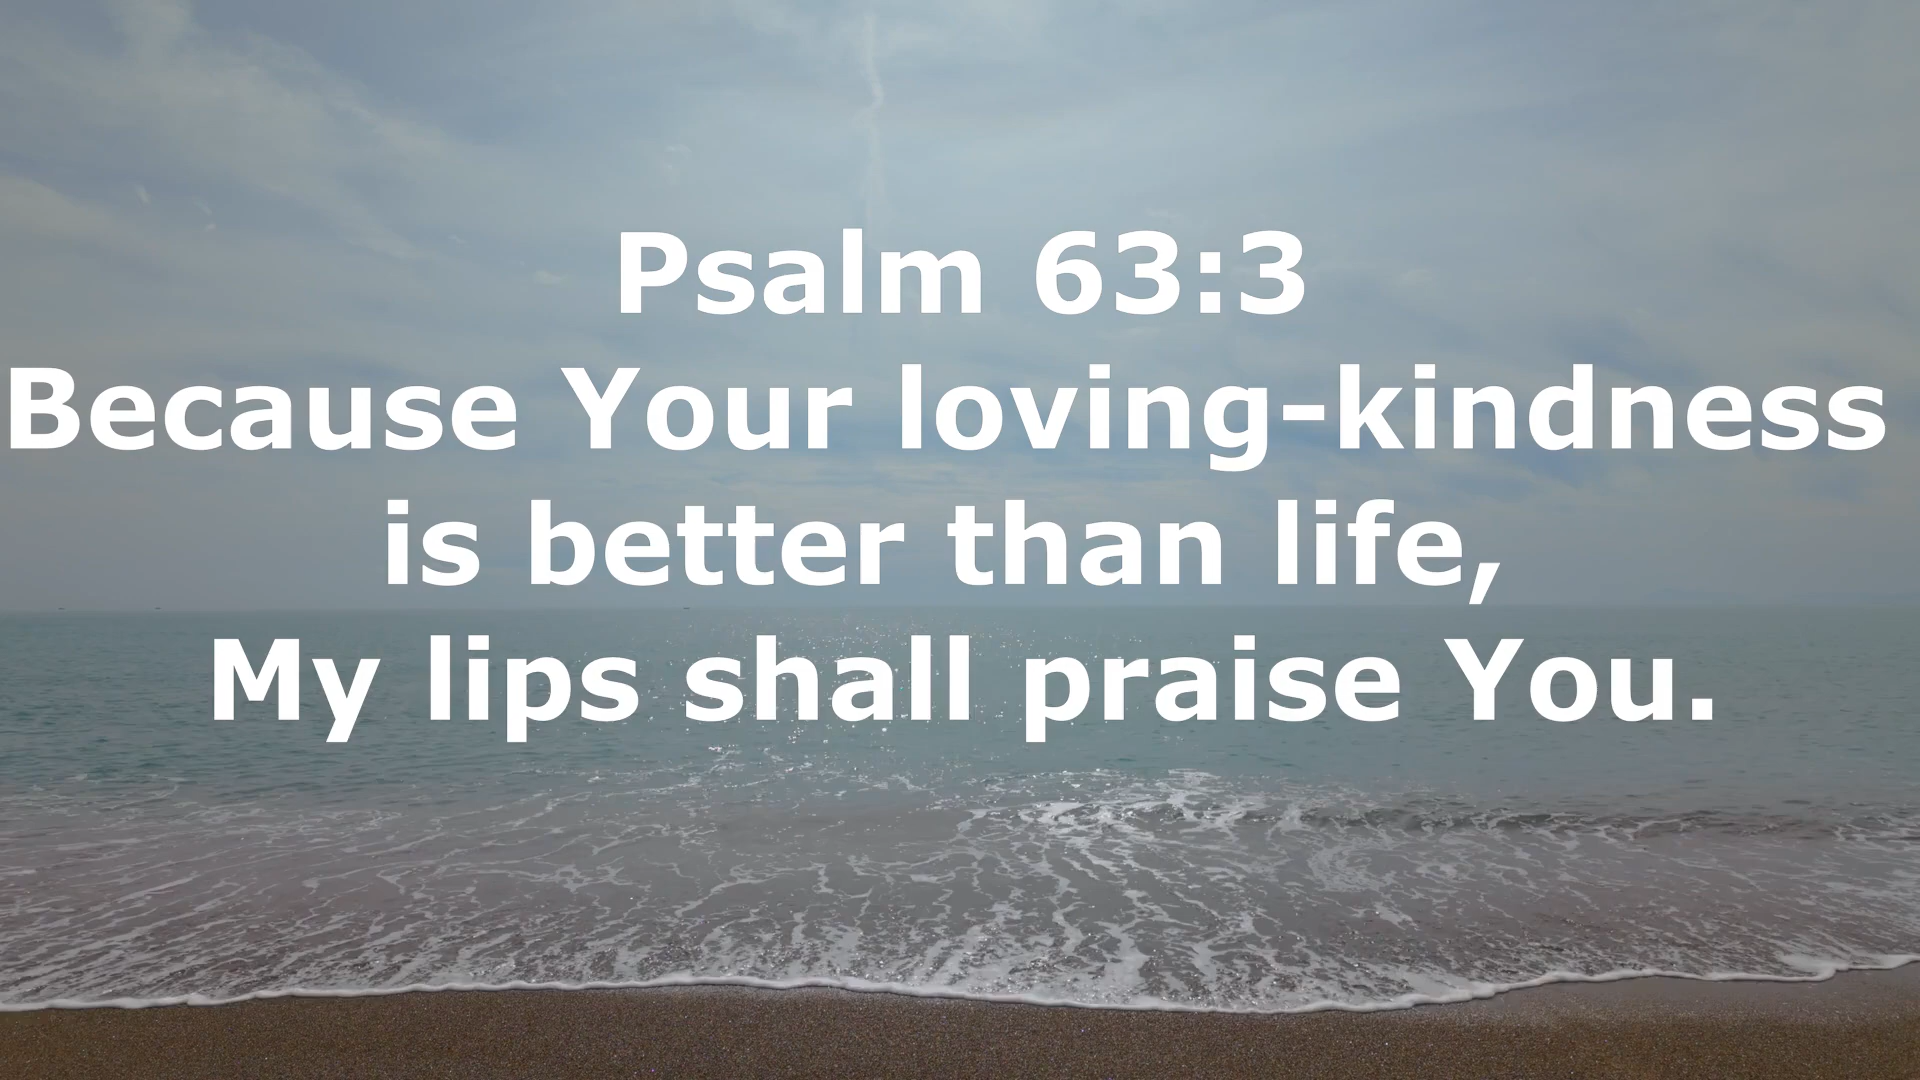 Psalm 63:3
Because Your loving-kindness
is better than life,
My lips shall praise You.